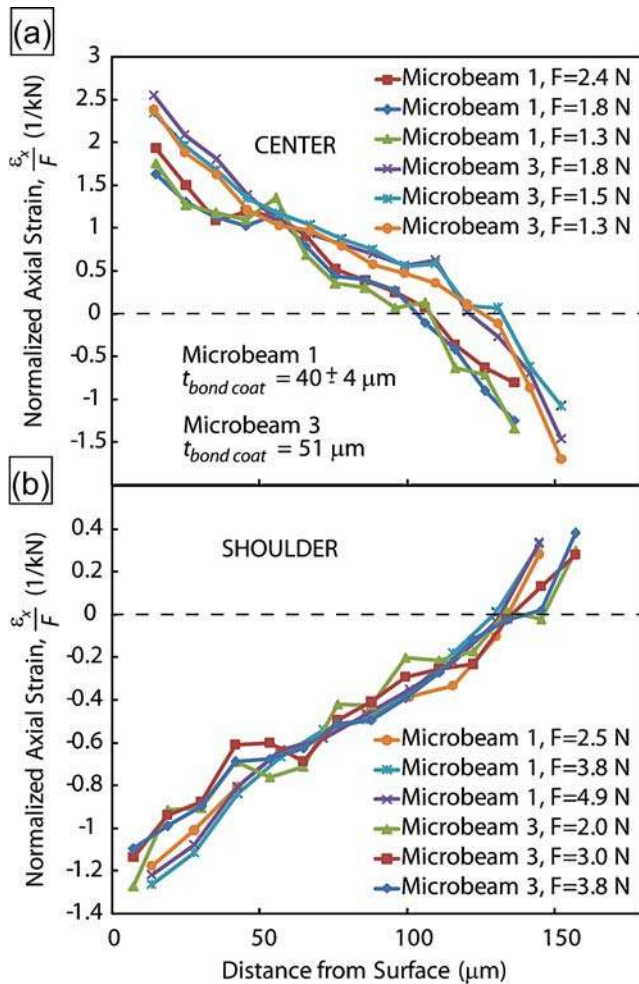 (a)
Normalized Axial Strain, εx/F (1/kN)
3
2.5
2
1.5
1
0.5
0
-0.5
-1
-1.5
CENTER
Microbeam 1, F=2.4 N
Microbeam 1, F=1.8 N
Microbeam 1, F=1.3 N
Microbeam 3, F=1.8 N
Microbeam 3, F=1.5 N
Microbeam 3, F=1.3 N
Microbeam 1
t bond coat = 40 ± 4 μm
Microbeam 3
t bond coat = 51 μm
(b)
Normalized Axial Strain, εx/F (1/kN)
0.4
0.2
0
-0.2
-0.4
-0.6
-0.8
-1
-1.2
-1.4
SHOULDER
Microbeam 1, F=2.5 N
Microbeam 1, F=3.8 N
Microbeam 1, F=4.9 N
Microbeam 3, F=2.0 N
Microbeam 3, F=3.0 N
Microbeam 3, F=3.8 N
0 50 100 150
Distance from Surface (μm)